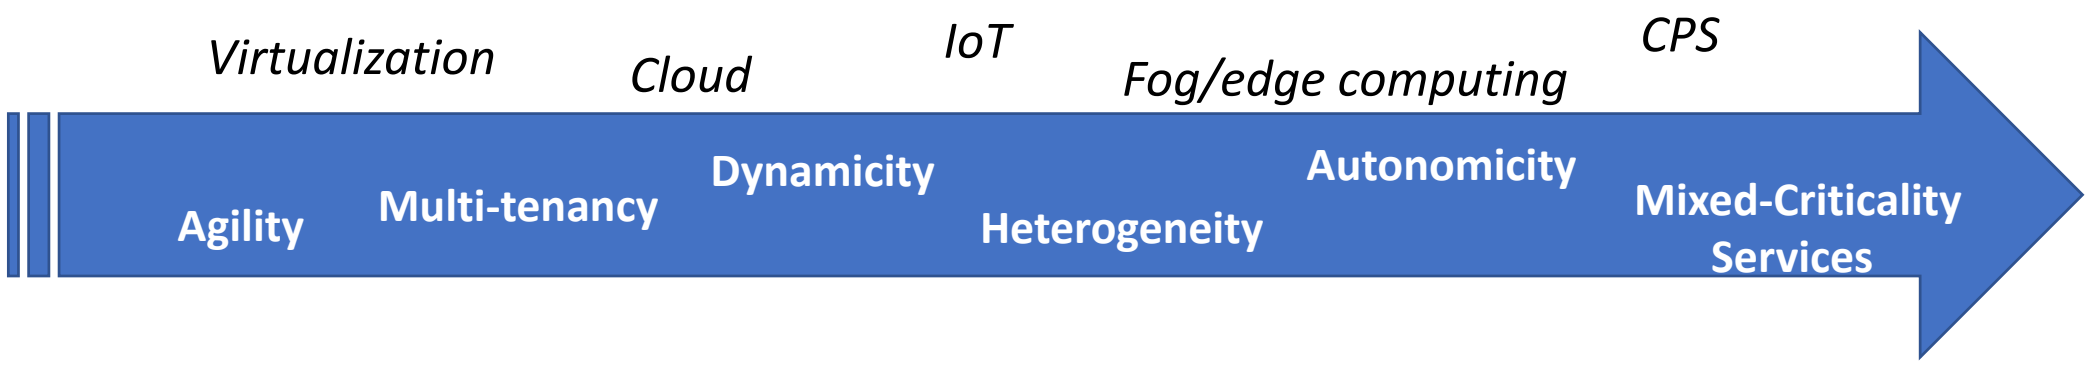 Virtualization
Cloud
IoT
Fog/edge computing
CPS
Agility
Multi-tenancy
Dynamicity
Heterogeneity
Autonomicity
Mixed-Criticality
Services